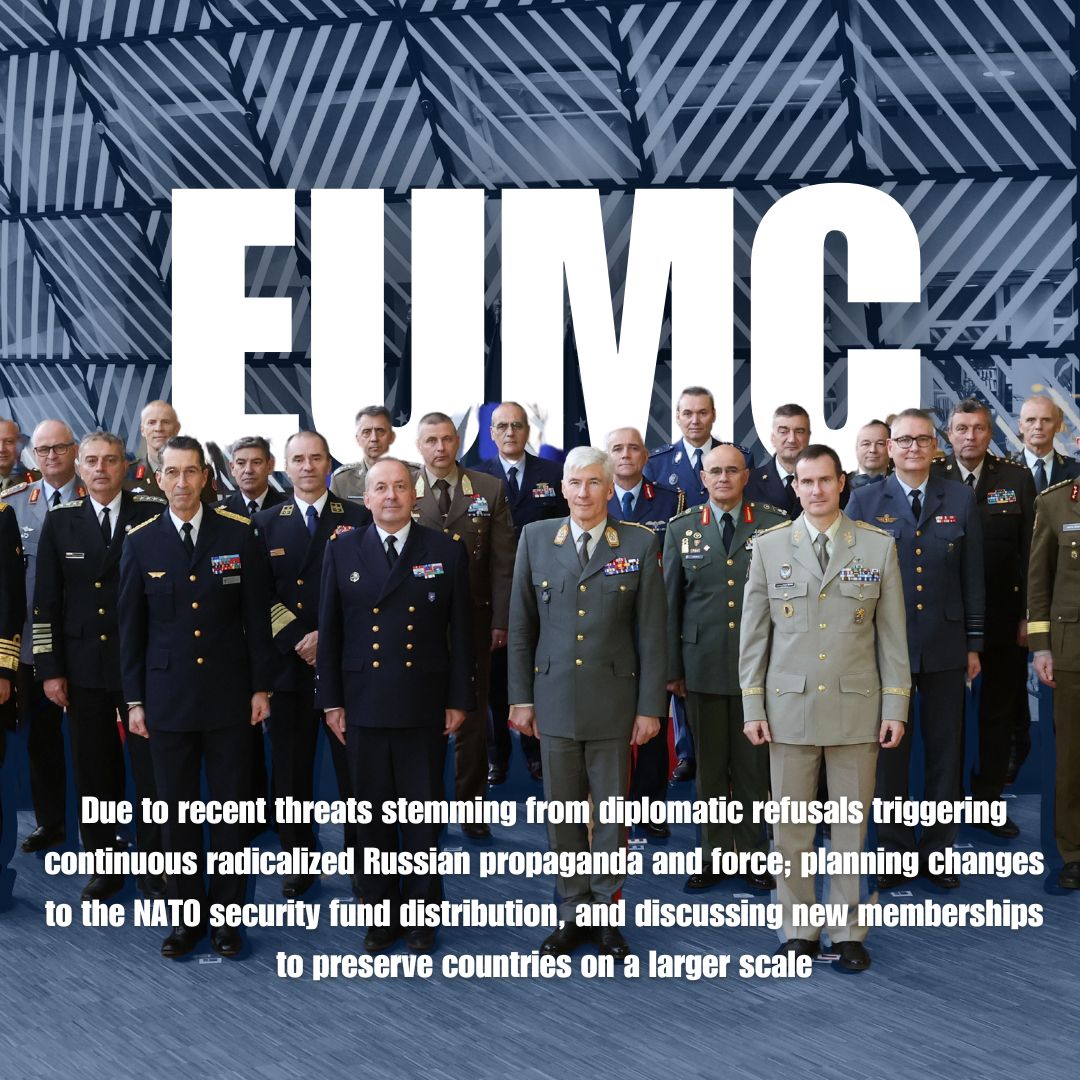 EUMC
Due to recent threats stemming from diplomatic refusals triggering
continuous radicalized Russian propaganda and force; planning changes
to the NATO security fund distribution, and discussing new memberships
to preserve countries on a larger scale